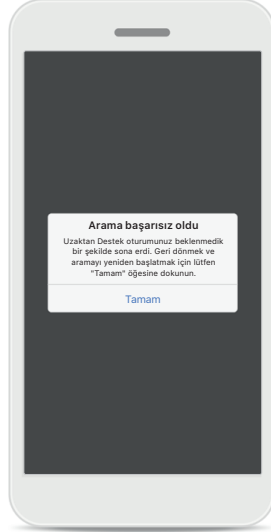 Arama başarısız oldu
Uzaktan Destek oturumunuz beklenmedik
bir şekilde sona erdi. Geri dönmek ve
aramayı yeniden başlatmak için lütfen
"Tamam" öğesine dokunun.
Tamam